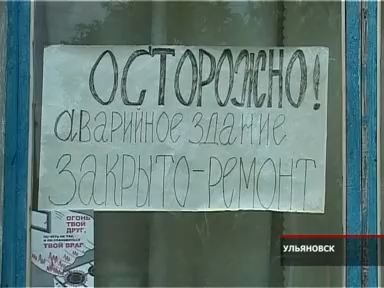 ОСТОРОЖНО!
аварийное здание
закрыто-ремонт
ОГОНЬ
ТВОЙ
ДРУГ,
ТВОЙ ВРАГ
УЛЬЯНОВСК